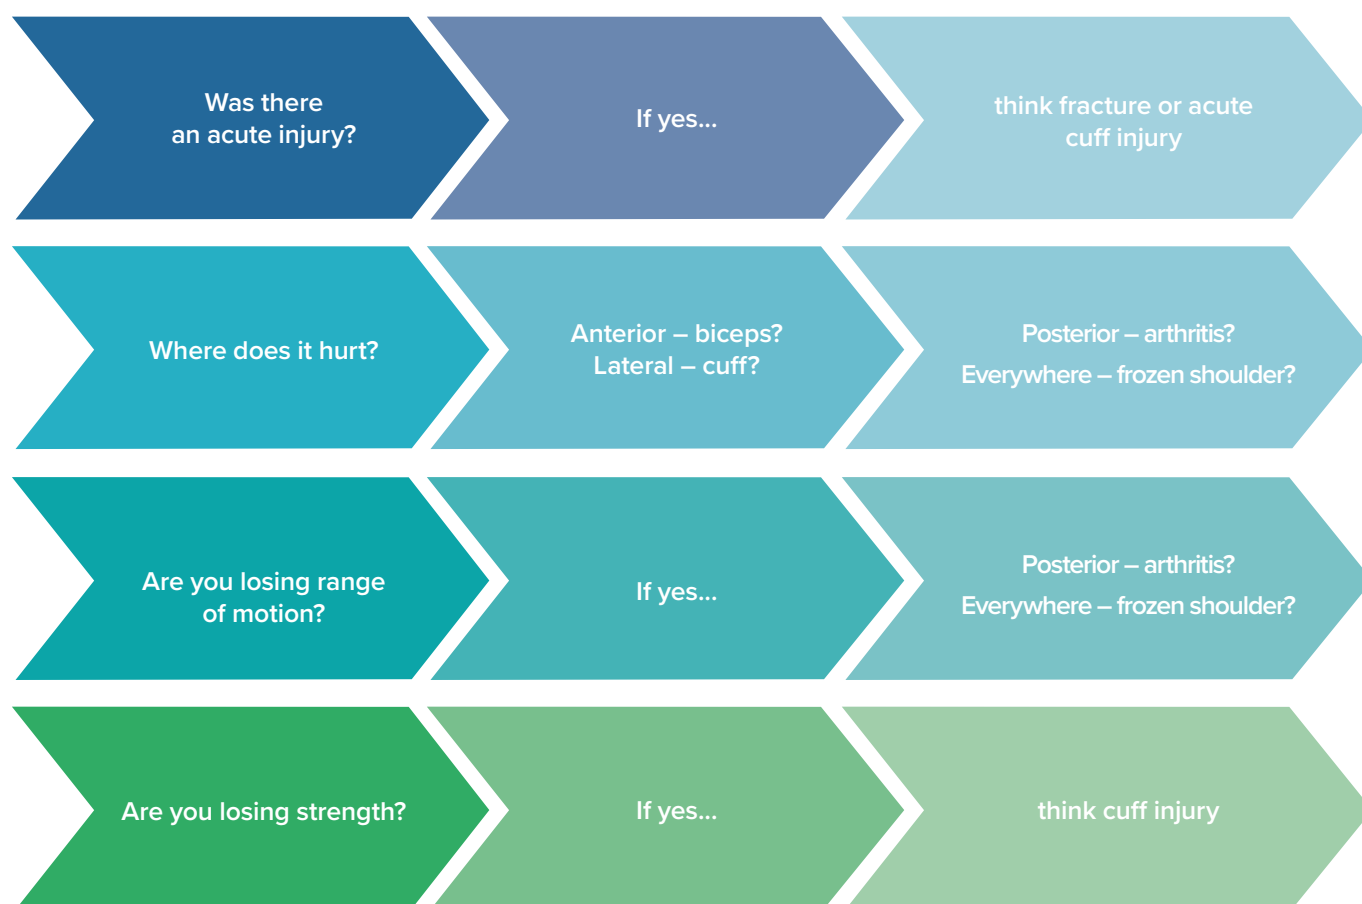 Was there
an acute injury?
If yes...
think fracture or acute
cuff injury
Where does it hurt?
Anterior – biceps?
Lateral – cuff?
Posterior – arthritis?
Everywhere – frozen shoulder?
Are you losing range
of motion?
If yes...
Posterior – arthritis?
Everywhere – frozen shoulder?
Are you losing strength?
If yes...
think cuff injury